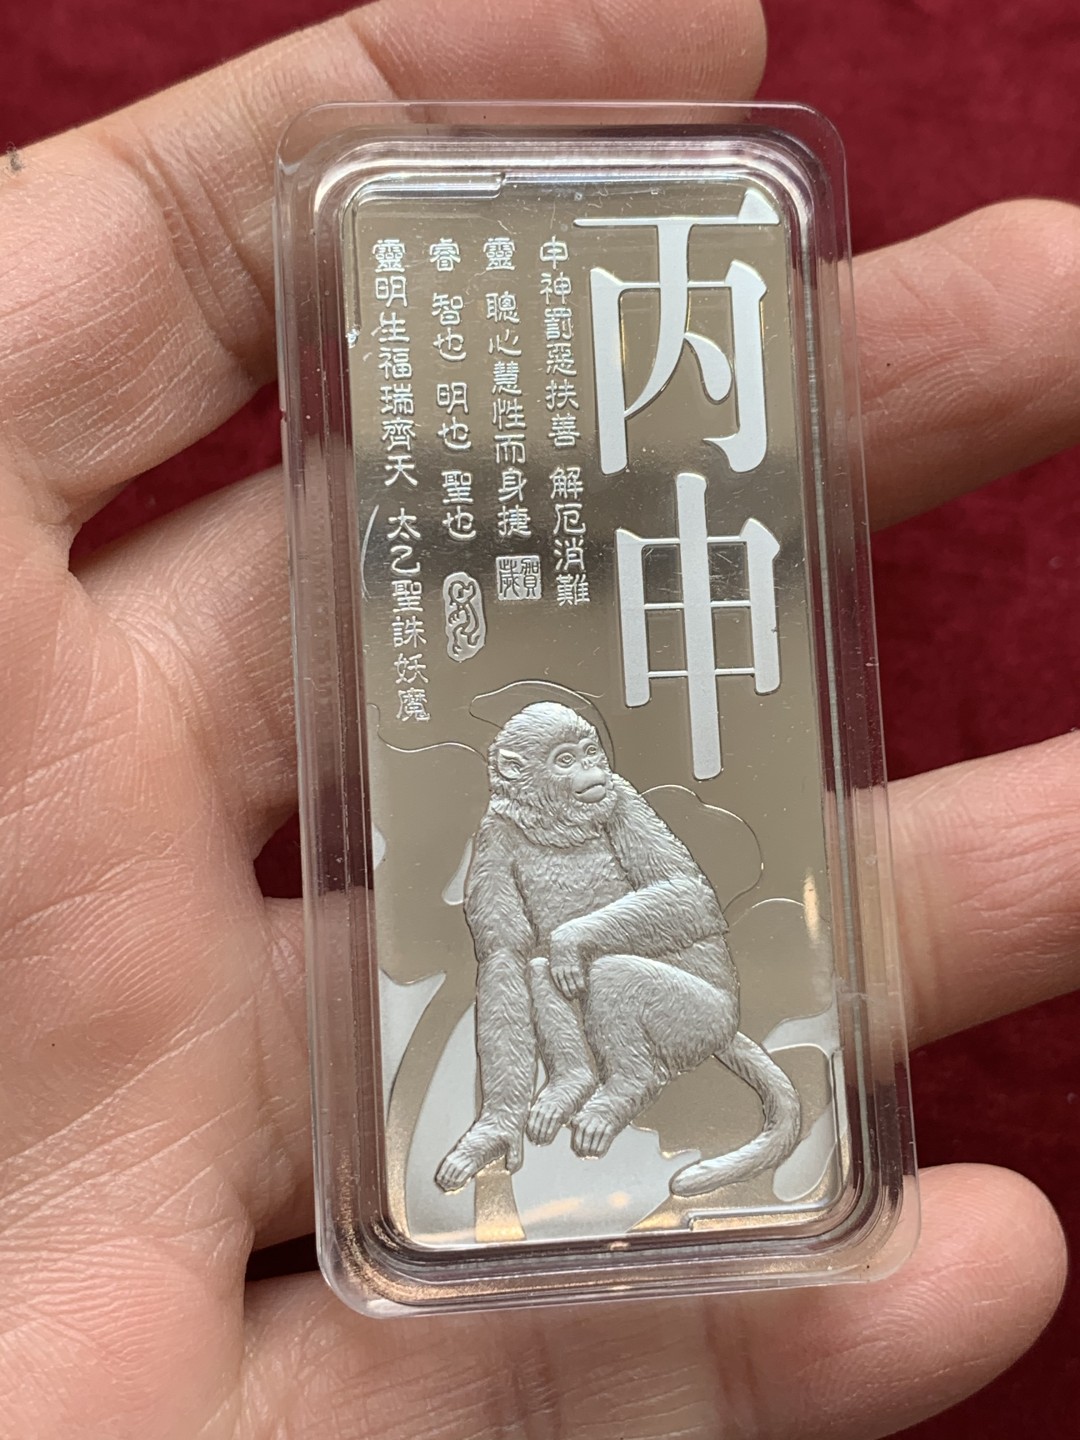 丙申
申神罰惡扶善 解厄消難
靈 聰心慧性而身捷
賀歲
睿 智也 明也 聖也
靈明生福瑞齊天 太乙聖誅妖魔